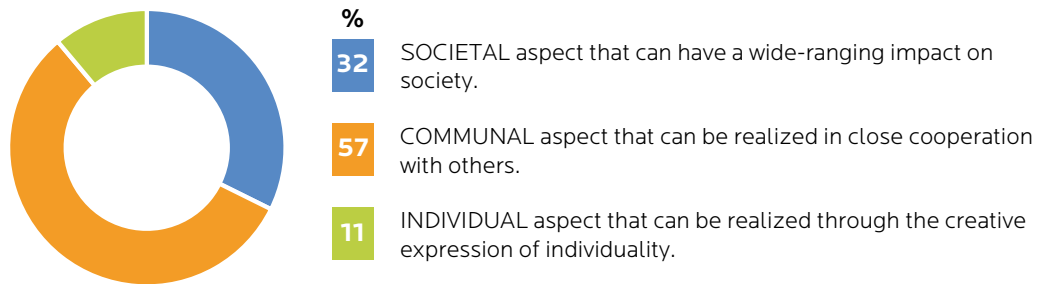 %
32 SOCIETAL aspect that can have a wide-ranging impact on
society.
57 COMMUNAL aspect that can be realized in close cooperation
with others.
11 INDIVIDUAL aspect that can be realized through the creative
expression of individuality.